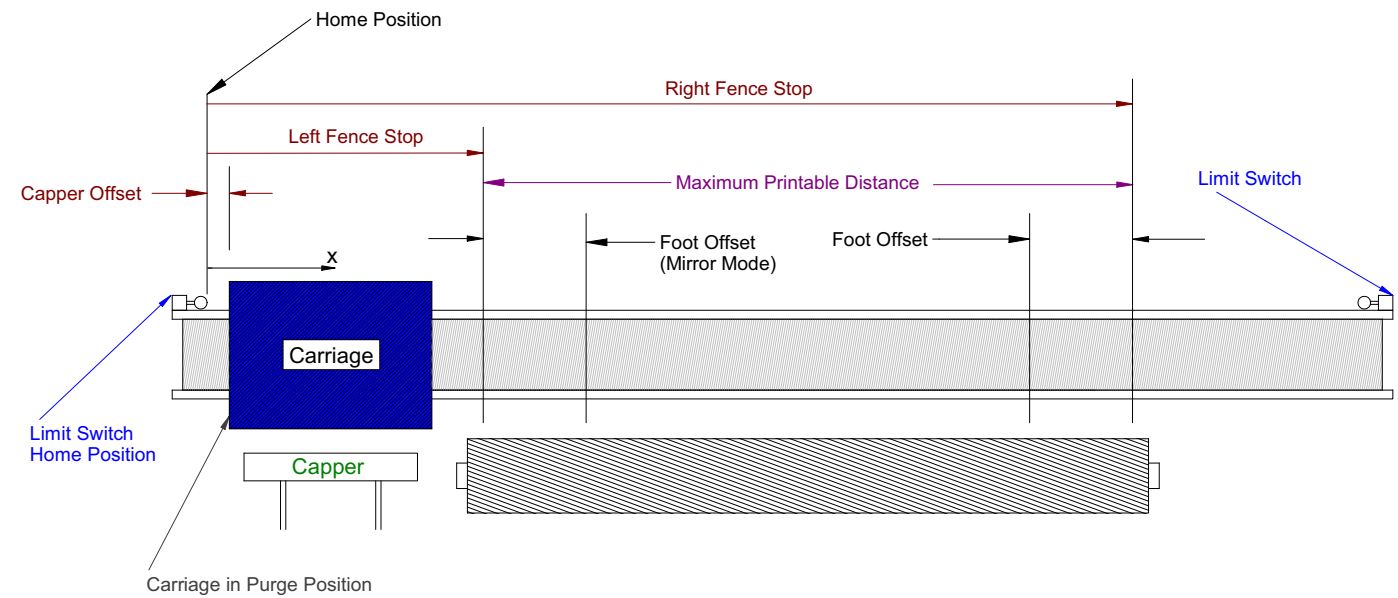 Home Position
Right Fence Stop
Left Fence Stop
Capper Offset
Maximum Printable Distance
Limit Switch
Foot Offset
(Mirror Mode)
Foot Offset
X
Carriage
Limit Switch
Home Position
Capper
Carriage in Purge Position